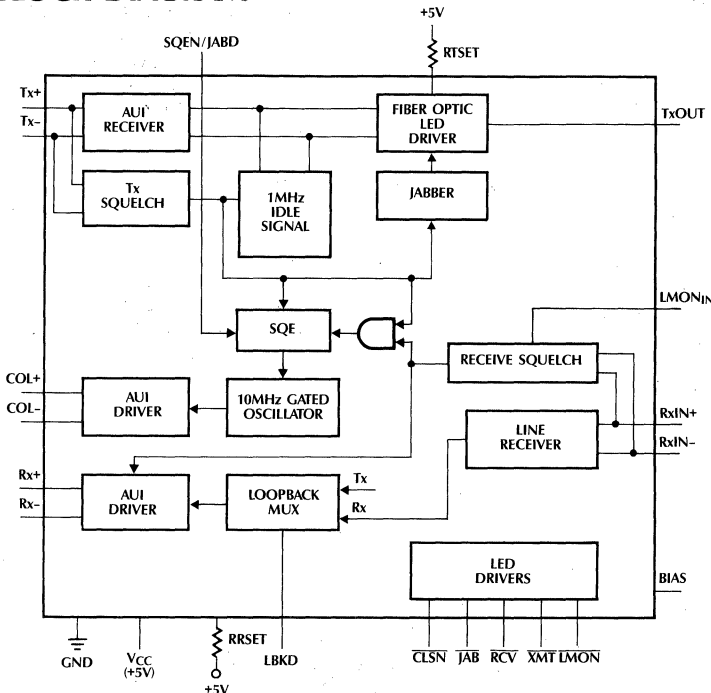 +5V
SQEN/JABD
RTSET
Tx+
Tx–
AUI
RECEIVER
FIBER OPTIC
LED
DRIVER
TxOUT
Tx
SQUELCH
1MHz
IDLE
SIGNAL
JABBER
LMONIN
SQE
RECEIVE SQUELCH
COL+
COL–
AUI
DRIVER
10MHz GATED
OSCILLATOR
LINE
RECEIVER
RxIN+
RxIN–
Rx+
Rx–
AUI
DRIVER
LOOPBACK
MUX
Tx
Rx
LED
DRIVERS
BIAS
GND
VCC
(+5V)
RRSET
+5V
LBKD
CLSN JAB RCV XMT LMON